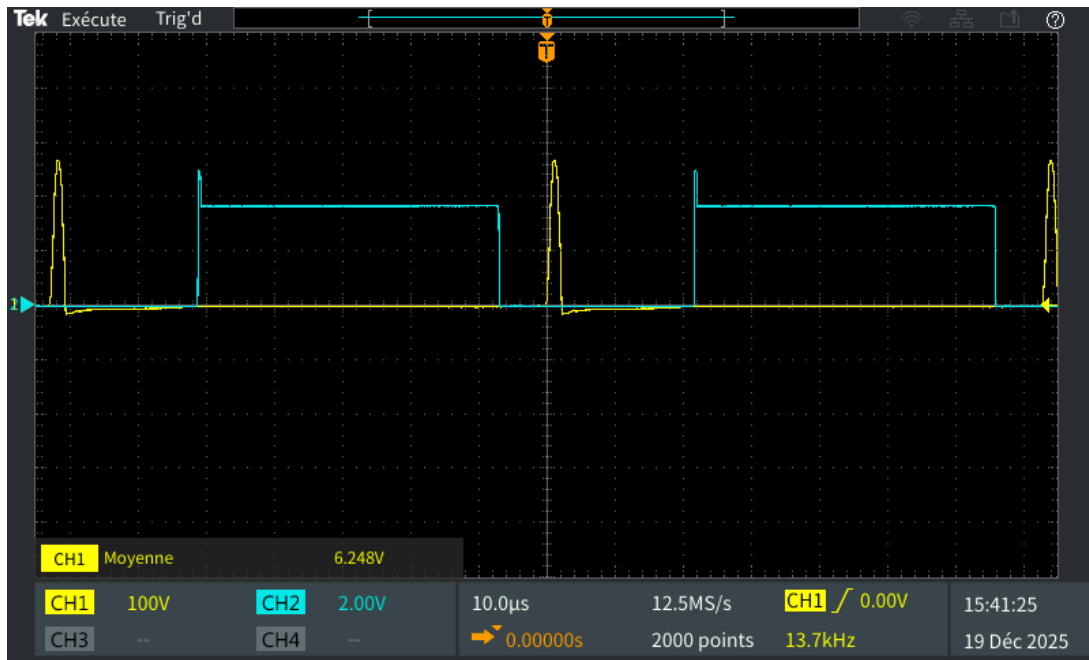 Tek Exécute Trig'd
T
1
CH1 Moyenne 6.248V
CH1 100V CH2 2.00V 10.0µs 12.5MS/s CH1 0.00V 15:41:25
CH3 -- CH4 -- 0.00000s 2000 points 13.7kHz 19 Déc 2025